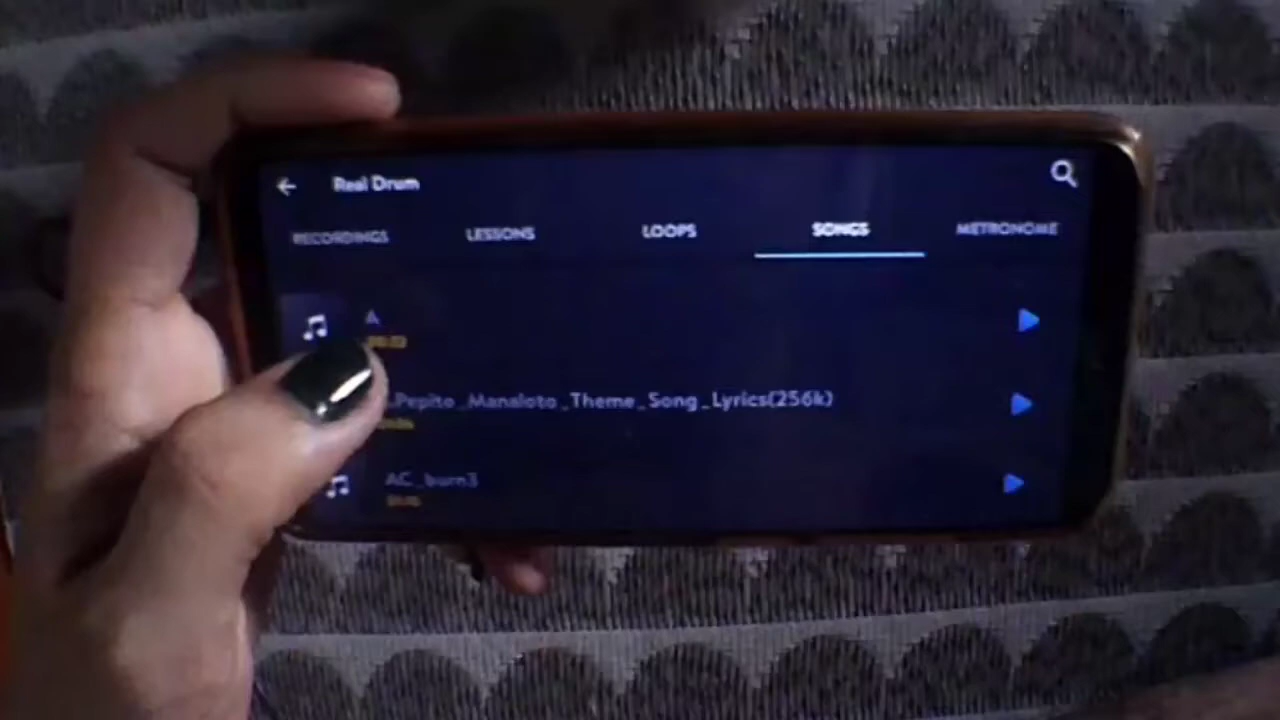 Real Drum
RECORDINGS LESSONS LOOPS SONGS METRONOME
A
.Pepito_Manaloto_Theme_Song_Lyrics(256k)
AC_burn3